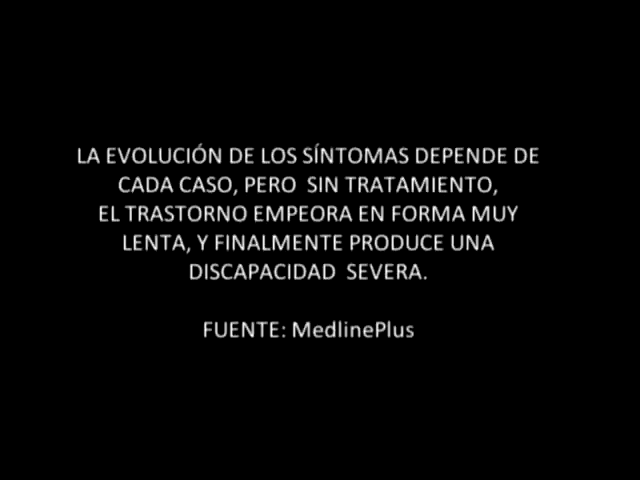 LA EVOLUCIÓN DE LOS SÍNTOMAS DEPENDE DE
CADA CASO, PERO SIN TRATAMIENTO,
EL TRASTORNO EMPEORA EN FORMA MUY
LENTA, Y FINALMENTE PRODUCE UNA
DISCAPACIDAD SEVERA.
FUENTE: MedlinePlus